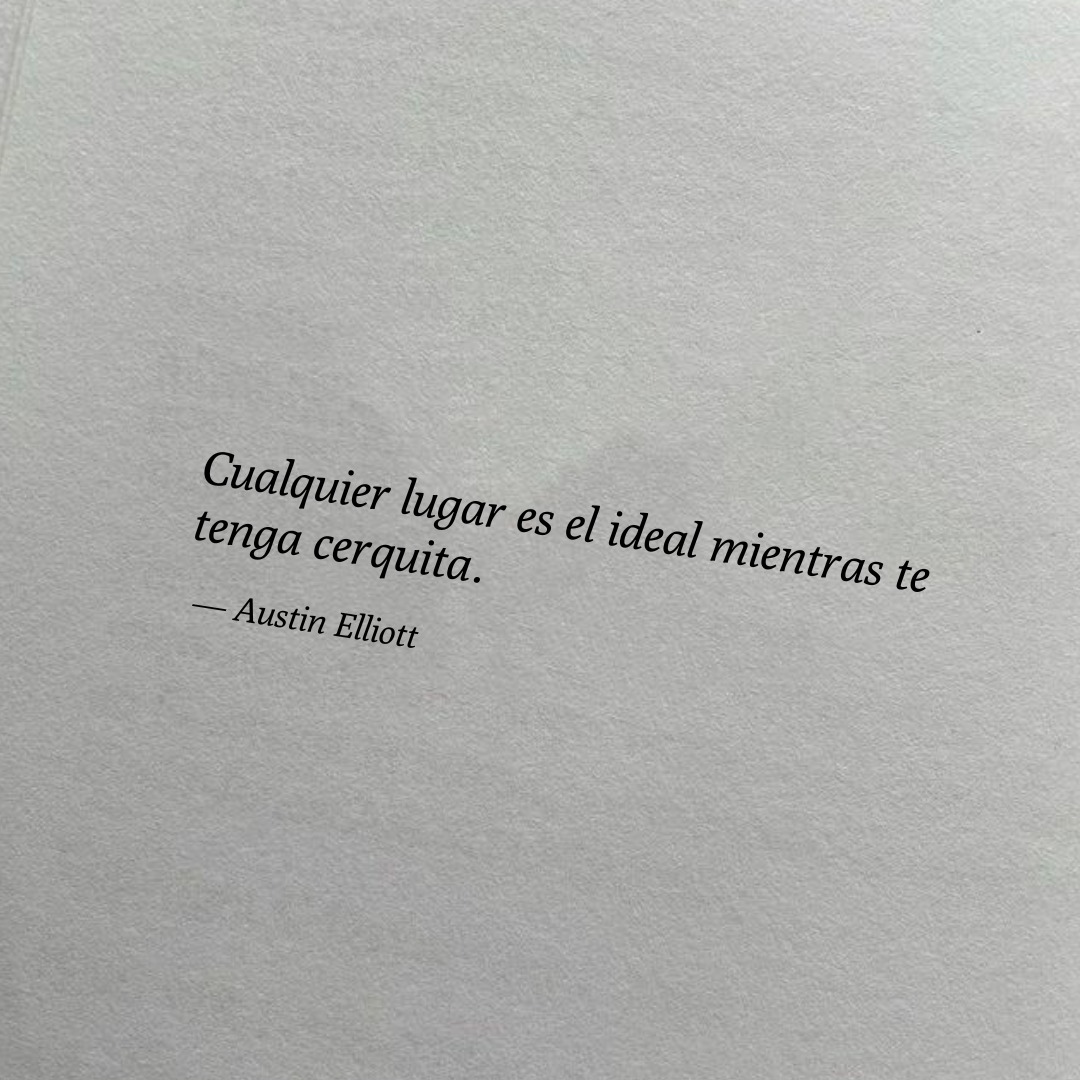 Cualquier lugar es el ideal mientras te
tenga cerquita.
— Austin Elliott